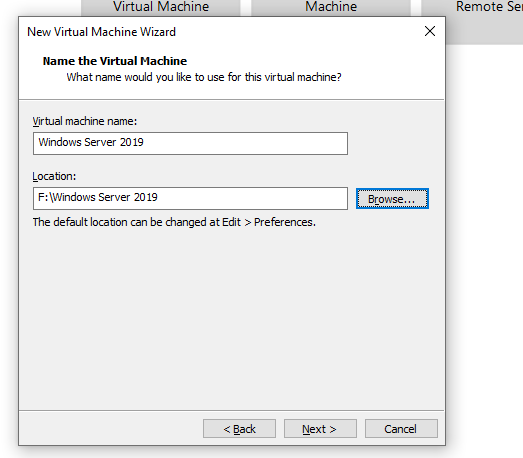 Virtual Machine
Machine
Remote Ser
New Virtual Machine Wizard
Name the Virtual Machine
What name would you like to use for this virtual machine?
Virtual machine name:
Windows Server 2019
Location:
F:\Windows Server 2019
Browse...
The default location can be changed at Edit > Preferences.
< Back
Next >
Cancel